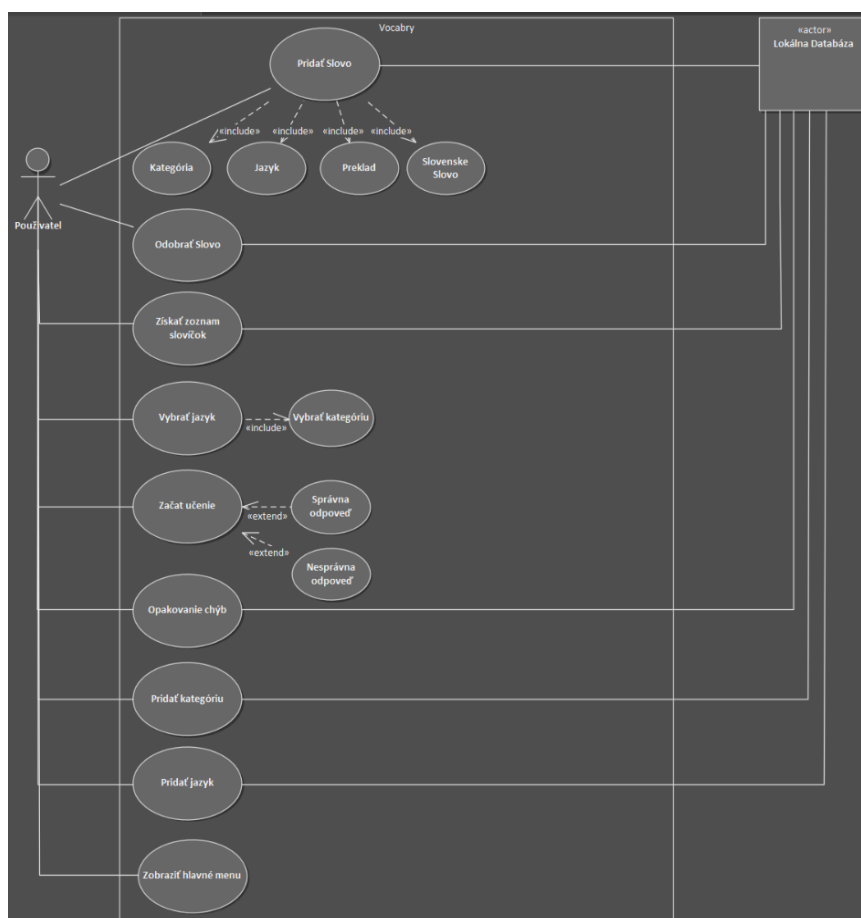 Vocabry
«actor»
Lokálna Databáza
Pridať Slovo
«include»
«include»
«include»
«include»
Kategória
Jazyk
Preklad
Slovenske
Slovo
Používatel
Odobrať Slovo
Získať zoznam
slovíčok
Vybrať jazyk
«include»
Vybrať kategóriu
Začat učenie
«extend»
Správna
odpoveď
«extend»
Nesprávna
odpoveď
Opakovanie chýb
Pridať kategóriu
Pridať jazyk
Zobraziť hlavné menu